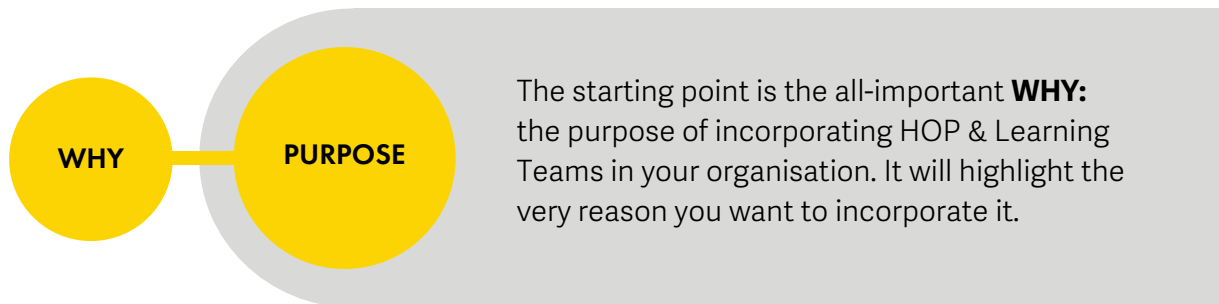 WHY
PURPOSE
The starting point is the all-important WHY:
the purpose of incorporating HOP & Learning
Teams in your organisation. It will highlight the
very reason you want to incorporate it.